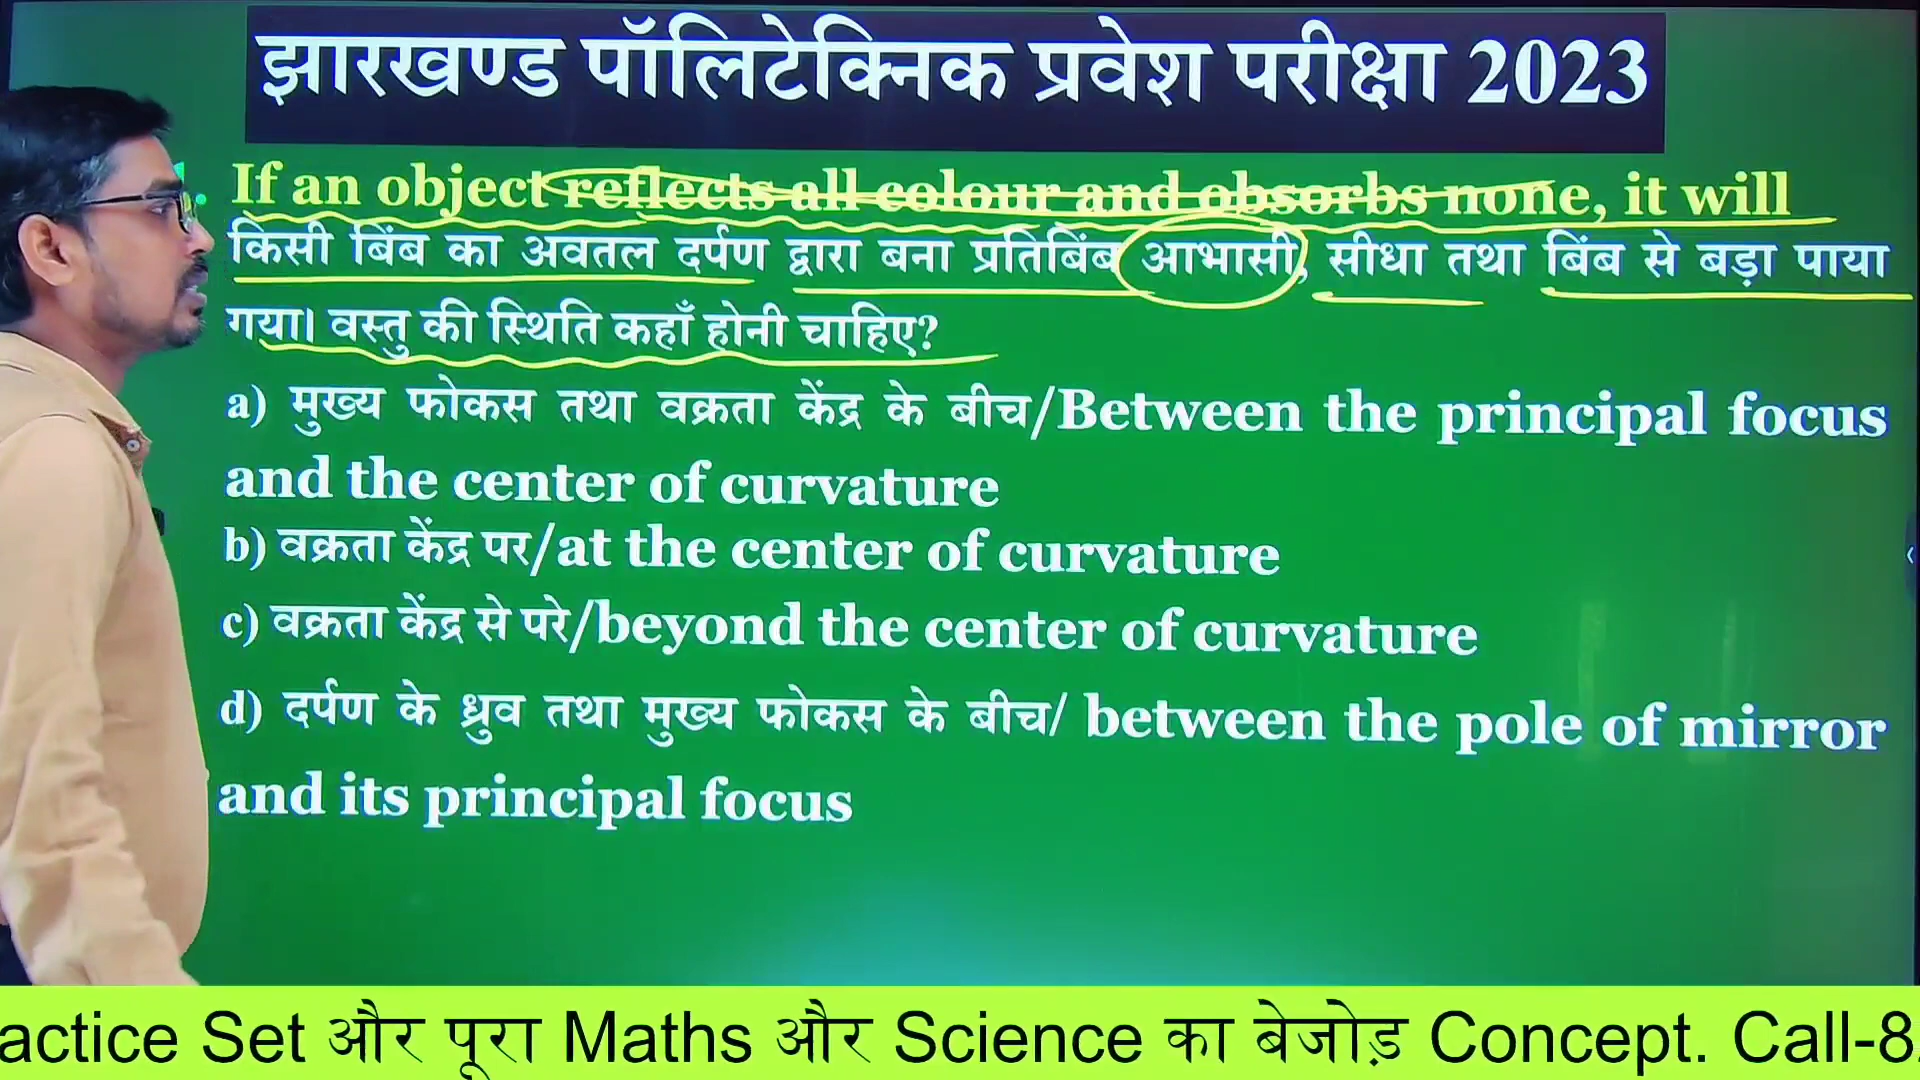 झारखण्ड पॉलिटेक्निक प्रवेश परीक्षा 2023
If an object reflects all colour and obsorbs none, it will
किसी बिंब का अवतल दर्पण द्वारा बना प्रतिबिंब आभासी, सीधा तथा बिंब से बड़ा पाया
गया। वस्तु की स्थिति कहाँ होनी चाहिए?
a) मुख्य फोकस तथा वक्रता केंद्र के बीच/Between the principal focus
and the center of curvature
b) वक्रता केंद्र पर/at the center of curvature
c) वक्रता केंद्र से परे/beyond the center of curvature
d) दर्पण के ध्रुव तथा मुख्य फोकस के बीच/ between the pole of mirror
and its principal focus
actice Set और पूरा Maths और Science का बेजोड़ Concept. Call-8